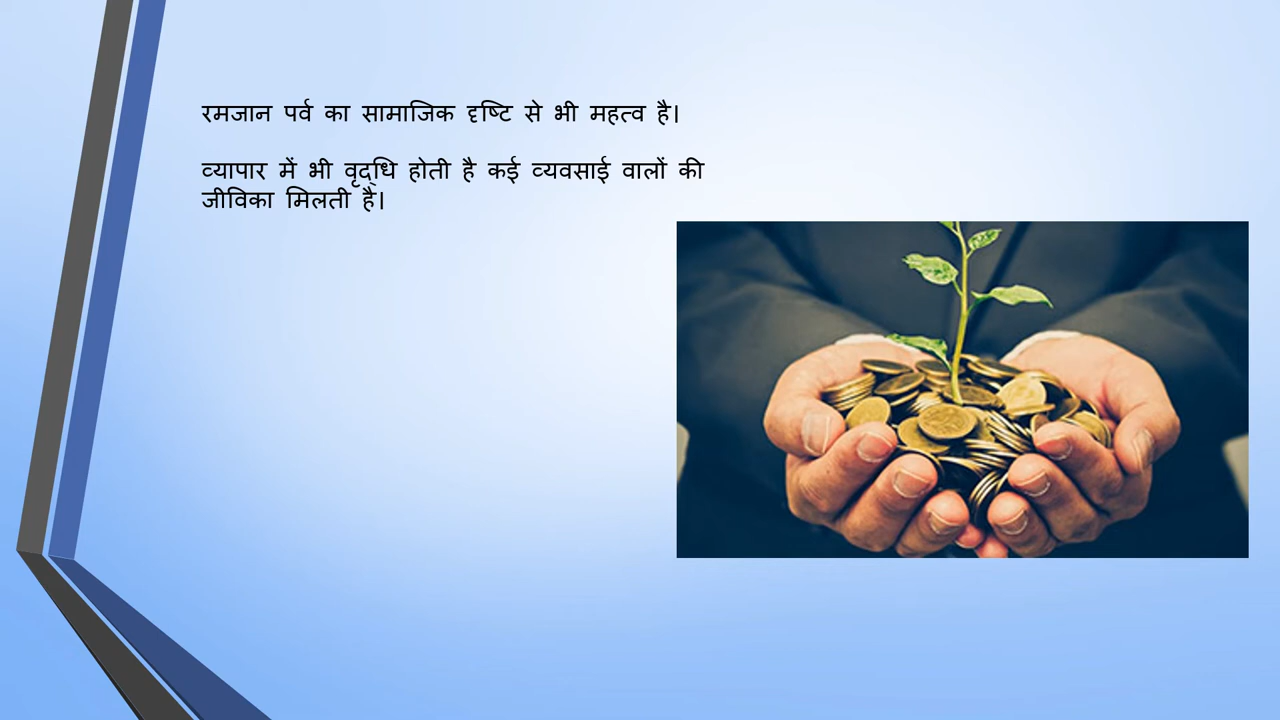 रमजान पर्व का सामाजिक दृष्टि से भी महत्व है।
व्यापार में भी वृद्धि होती है कई व्यवसाई वालों की
जीविका मिलती है।